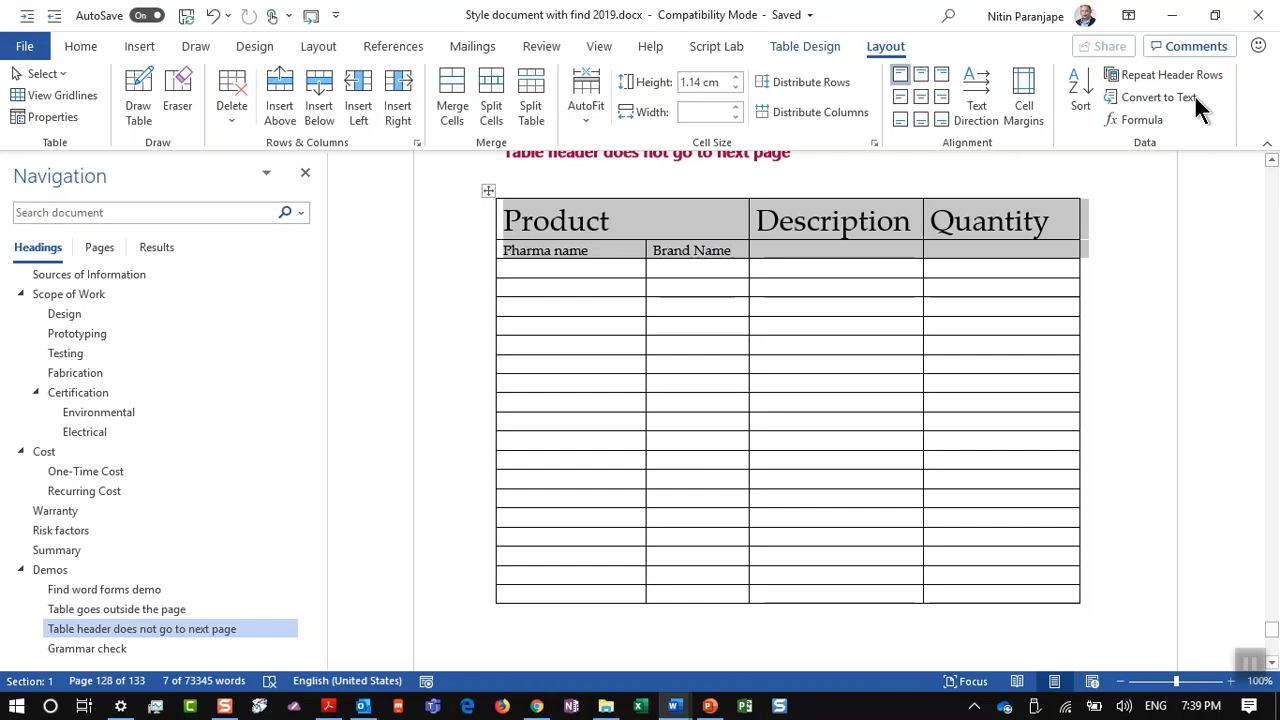 AutoSave On Style document with find 2019.docx - Compatibility Mode - Saved Nitin Paranjape
File Home Insert Draw Design Layout References Mailings Review View Help Script Lab Table Design Layout Share Comments
Select
View Gridlines
Properties
Table
Draw Table
Eraser
Draw
Delete
Insert Above
Insert Below
Insert Left
Insert Right
Rows & Columns
Merge Cells
Split Cells
Split Table
Merge
AutoFit
Height: 1.14 cm
Width:
Distribute Rows
Distribute Columns
Cell Size
Text Direction
Cell Margins
Alignment
Sort
Repeat Header Rows
Convert to Text
fx Formula
Data
Navigation
Search document
Headings Pages Results
Sources of Information
Scope of Work
Design
Prototyping
Testing
Fabrication
Certification
Environmental
Electrical
Cost
One-Time Cost
Recurring Cost
Warranty
Risk factors
Summary
Demos
Find word forms demo
Table goes outside the page
Table header does not go to next page
Grammar check
Table header does not go to next page
Product Description Quantity
Pharma name Brand Name
Section: 1 Page 128 of 133 7 of 73345 words English (United States) Focus 100%
ENG 7:39 PM